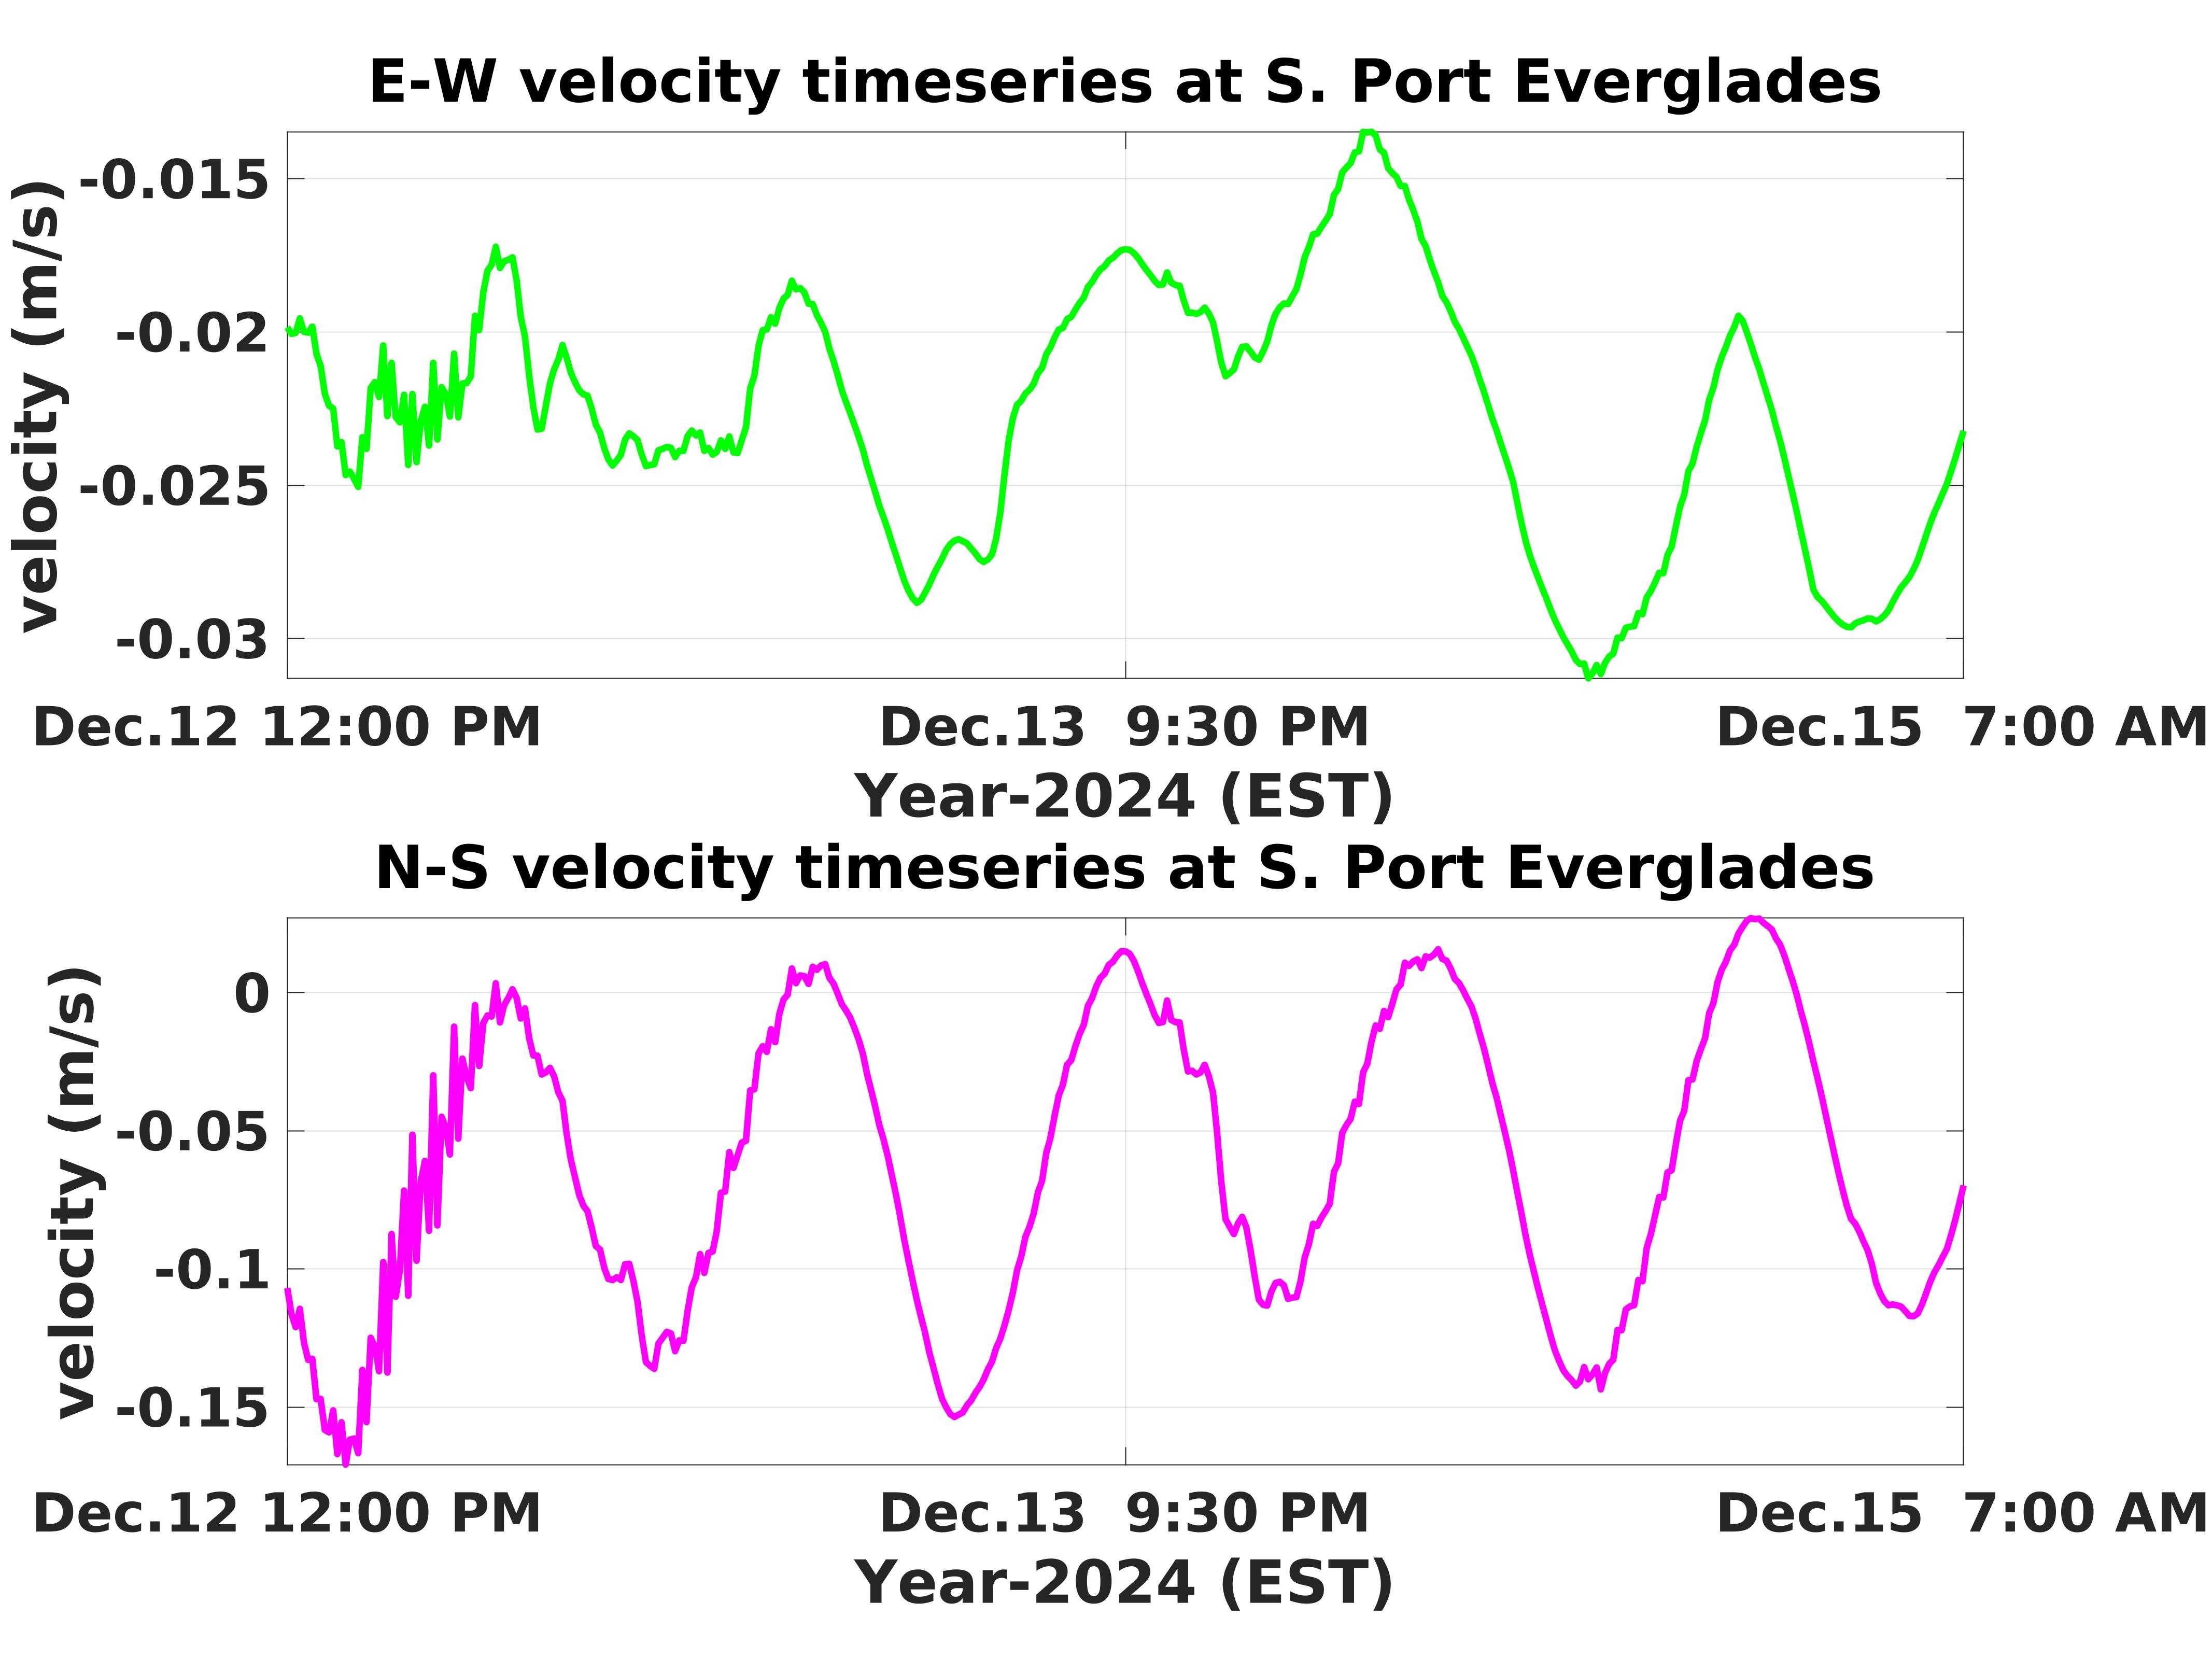 E-W velocity timeseries at S. Port Everglades
velocity (m/s)
-0.015
-0.02
-0.025
-0.03
Dec.12 12:00 PM Dec.13  9:30 PM Dec.15  7:00 AM
Year-2024 (EST)
N-S velocity timeseries at S. Port Everglades
velocity (m/s)
0
-0.05
-0.1
-0.15
Dec.12 12:00 PM Dec.13  9:30 PM Dec.15  7:00 AM
Year-2024 (EST)